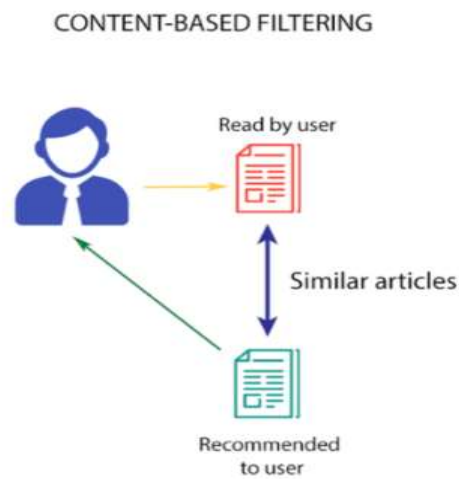 CONTENT-BASED FILTERING
Read by user
Similar articles
Recommended
to user